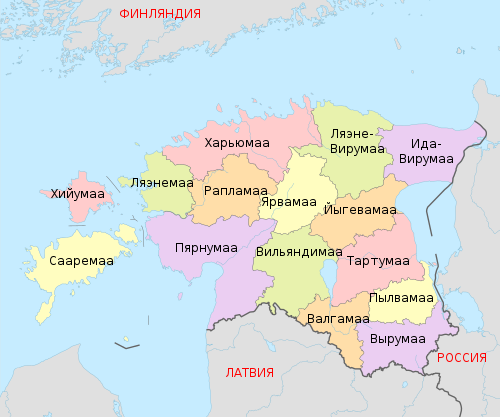 ФИНЛЯНДИЯ
Харьюмаа
Ляэне-
Вирумаа
Ида-
Вирумаа
Хийумаа
Ляэнемаа
Рапламаа
Ярвамаа
Йыгевамаа
Сааремаа
Пярнумаа
Вильяндимаа
Тартумаа
Пылвамаа
Валгамаа
Вырумаа
ЛАТВИЯ
РОССИЯ